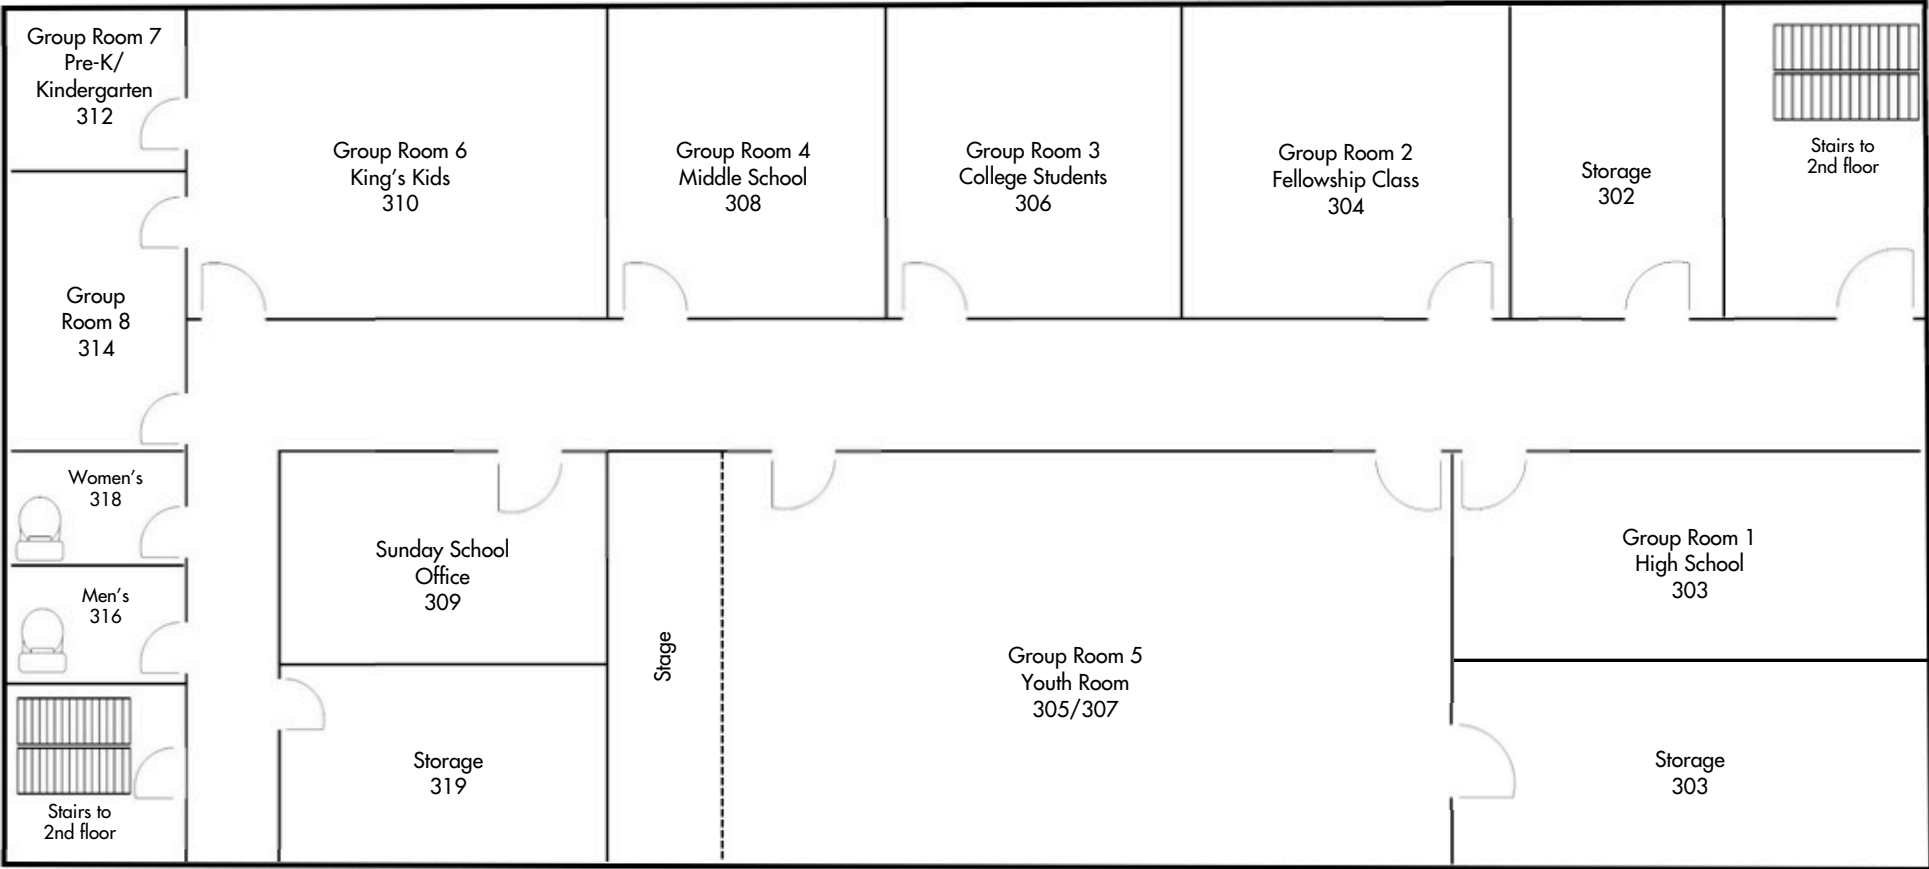 Group Room 7
Pre-K/
Kindergarten
312
Group Room 6
King's Kids
310
Group Room 4
Middle School
308
Group Room 3
College Students
306
Group Room 2
Fellowship Class
304
Storage
302
Stairs to
2nd floor
Group
Room 8
314
Women's
318
Men's
316
Stairs to
2nd floor
Sunday School
Office
309
Storage
319
Stage
Group Room 5
Youth Room
305/307
Group Room 1
High School
303
Storage
303